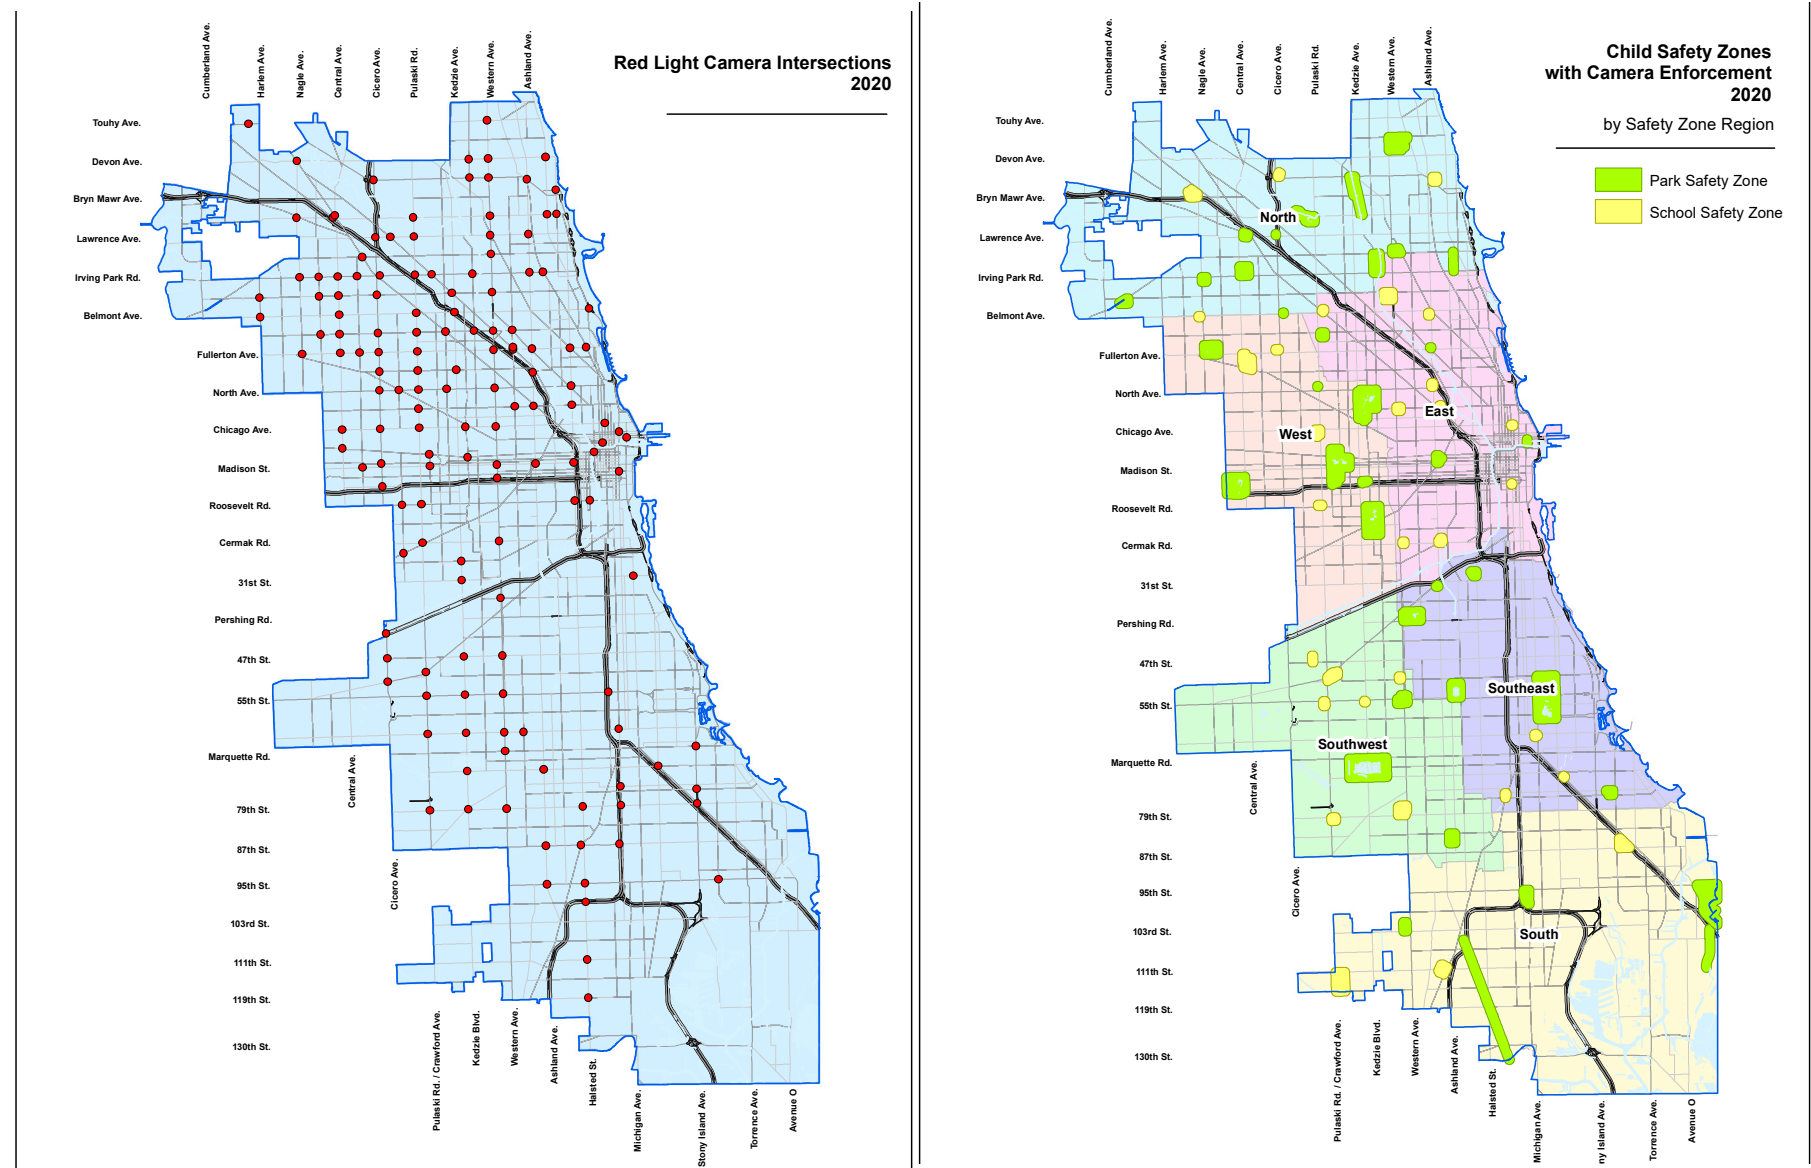 Red Light Camera Intersections
2020
Cumberland Ave.
Harlem Ave.
Nagle Ave.
Central Ave.
Cicero Ave.
Pulaski Rd.
Kedzie Ave.
Western Ave.
Ashland Ave.
Touhy Ave.
Devon Ave.
Bryn Mawr Ave.
Lawrence Ave.
Irving Park Rd.
Belmont Ave.
Fullerton Ave.
North Ave.
Chicago Ave.
Madison St.
Roosevelt Rd.
Cermak Rd.
31st St.
Pershing Rd.
47th St.
55th St.
Marquette Rd.
Central Ave.
79th St.
87th St.
Cicero Ave.
95th St.
103rd St.
111th St.
119th St.
130th St.
Pulaski Rd. / Crawford Ave.
Kedzie Blvd.
Western Ave.
Ashland Ave.
Halsted St.
Michigan Ave.
Stony Island Ave.
Torrence Ave.
Avenue O
Child Safety Zones
with Camera Enforcement
2020
by Safety Zone Region
Park Safety Zone
School Safety Zone
Cumberland Ave.
Harlem Ave.
Nagle Ave.
Central Ave.
Cicero Ave.
Pulaski Rd.
Kedzie Ave.
Western Ave.
Ashland Ave.
Touhy Ave.
Devon Ave.
Bryn Mawr Ave.
North
Lawrence Ave.
Irving Park Rd.
Belmont Ave.
Fullerton Ave.
North Ave.
East
Chicago Ave.
West
Madison St.
Roosevelt Rd.
Cermak Rd.
31st St.
Pershing Rd.
47th St.
Southeast
55th St.
Southwest
Marquette Rd.
Central Ave.
79th St.
87th St.
Cicero Ave.
95th St.
103rd St.
South
111th St.
119th St.
130th St.
Pulaski Rd. / Crawford Ave.
Kedzie Blvd.
Western Ave.
Ashland Ave.
Halsted St.
Michigan Ave.
ny Island Ave.
Torrence Ave.
Avenue O